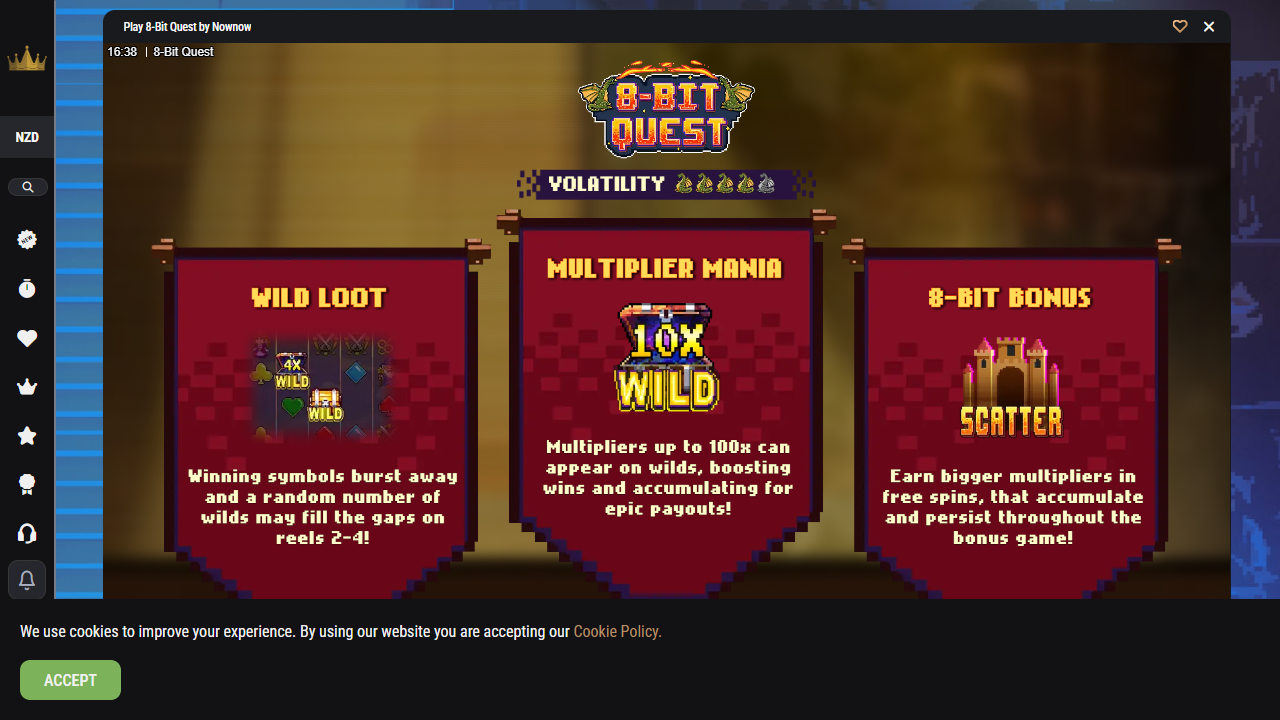 Play 8-Bit Quest by Nownow
16:38 | 8-Bit Quest
NZD
NEW
8-BIT
QUEST
VOLATILITY
WILD LOOT
4X
WILD
WILD
Winning symbols burst away
and a random number of
wilds may fill the gaps on
reels 2-4!
MULTIPLIER MANIA
10X
WILD
Multipliers up to 100x can
appear on wilds, boosting
wins and accumulating for
epic payouts!
8-BIT BONUS
SCATTER
Earn bigger multipliers in
free spins, that accumulate
and persist throughout the
bonus game!
We use cookies to improve your experience. By using our website you are accepting our Cookie Policy.
ACCEPT